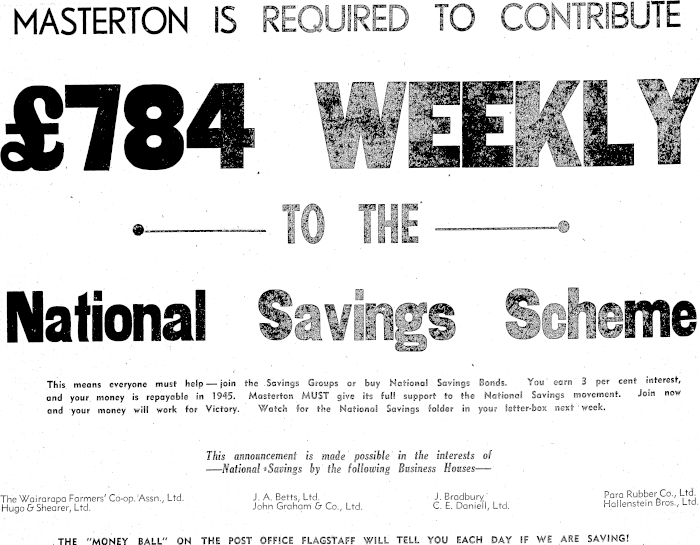 MASTERTON IS REQUIRED TO CONTRIBUTE
£784 WEEKLY
TO THE
National Savings Scheme
This means everyone must help—join the Savings Groups or buy National Savings Bonds. You earn 3 per cent interest,
and your money is repayable in 1945. Masterton MUST give its full support to the National Savings movement. Join now
and your money will work for Victory. Watch for the National Savings folder in your letter-box next week.
This announcement is made possible in the interests of
—National Savings by the following Business Houses—
The Wairarapa Farmers' Co-op. Assn., Ltd. J. A. Betts, Ltd. J. Bradbury Para Rubber Co., Ltd.
Hugo & Shearer, Ltd. John Graham & Co., Ltd. C. E. Daniell, Ltd. Hallenstein Bros., Ltd.
THE "MONEY BALL" ON THE POST OFFICE FLAGSTAFF WILL TELL YOU EACH DAY IF WE ARE SAVING!